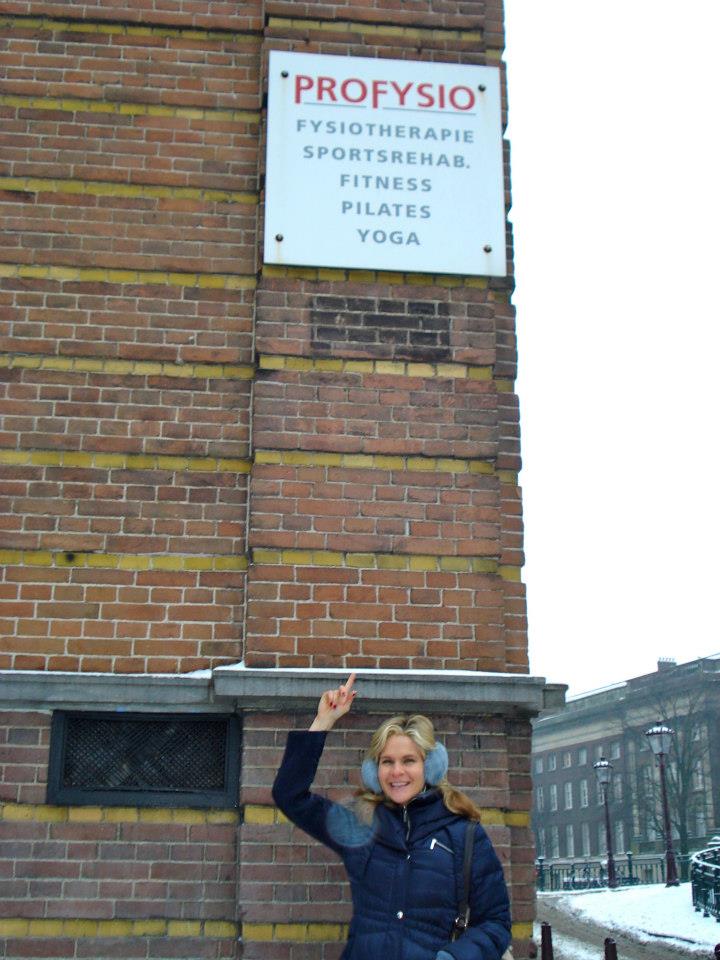 PROFYSIO
FYSIOTHERAPIE
SPORTSREHAB.
FITNESS
PILATES
YOGA